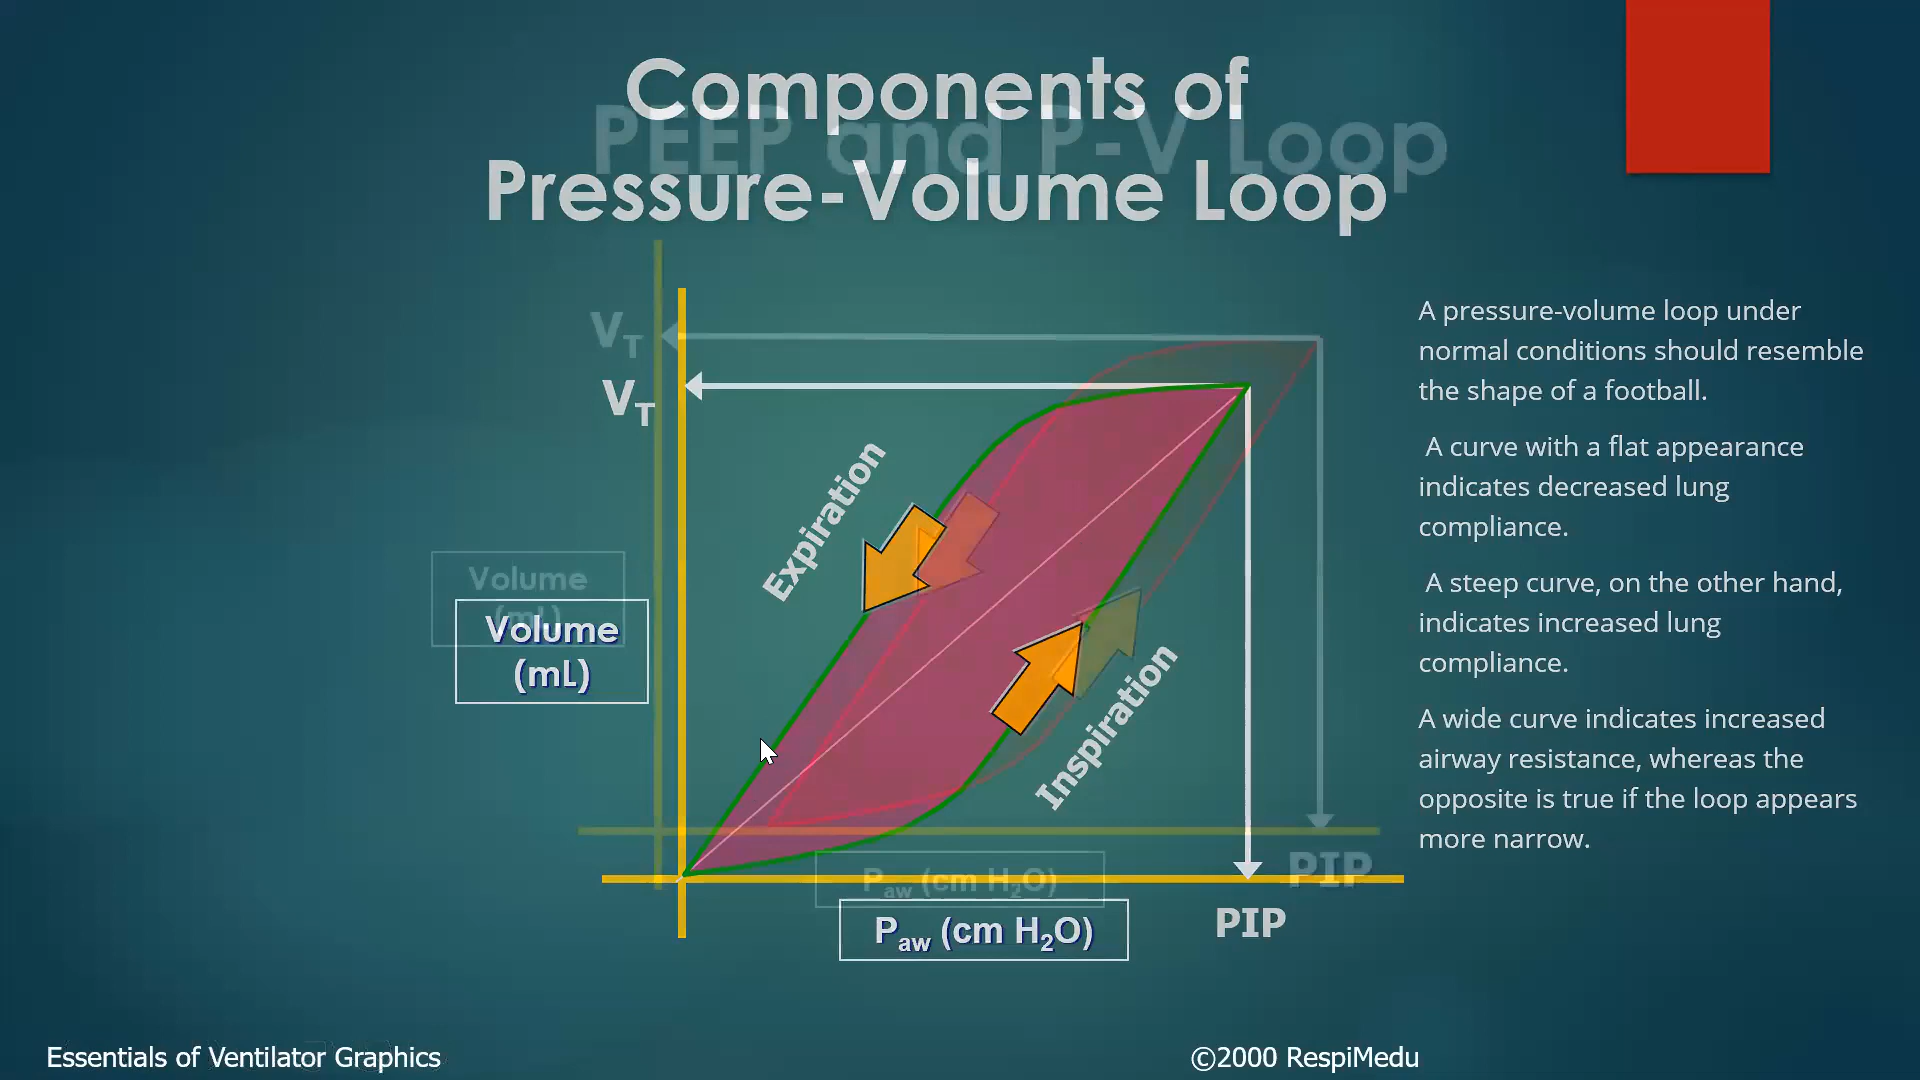 Components of
PEEP and P-V Loop
Pressure-Volume Loop
VT
VT
Expiration
Inspiration
Volume
(mL)
Volume
(mL)
Paw (cm H2O)
Paw (cm H2O)
PIP
PIP
A pressure-volume loop under
normal conditions should resemble
the shape of a football.
A curve with a flat appearance
indicates decreased lung
compliance.
A steep curve, on the other hand,
indicates increased lung
compliance.
A wide curve indicates increased
airway resistance, whereas the
opposite is true if the loop appears
more narrow.
Essentials of Ventilator Graphics
©2000 RespiMedu